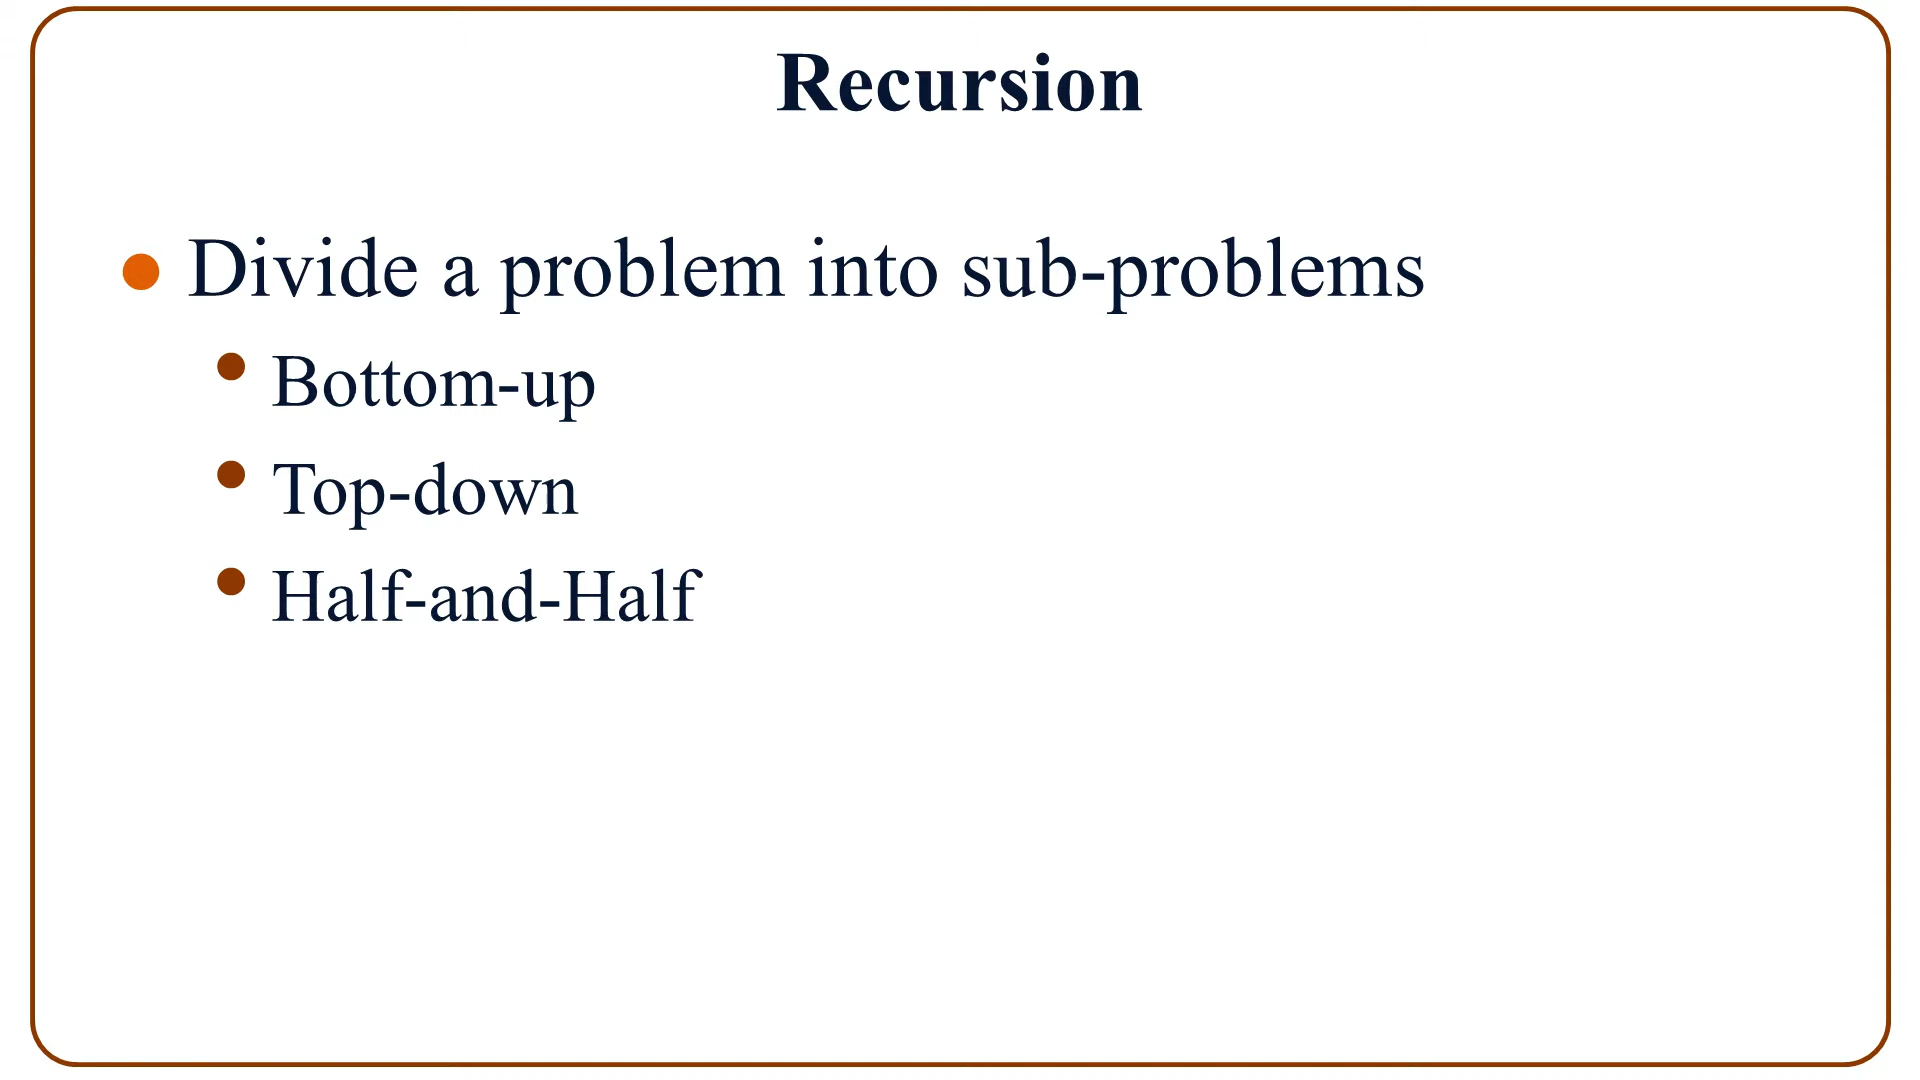 Recursion
Divide a problem into sub-problems
Bottom-up
Top-down
Half-and-Half